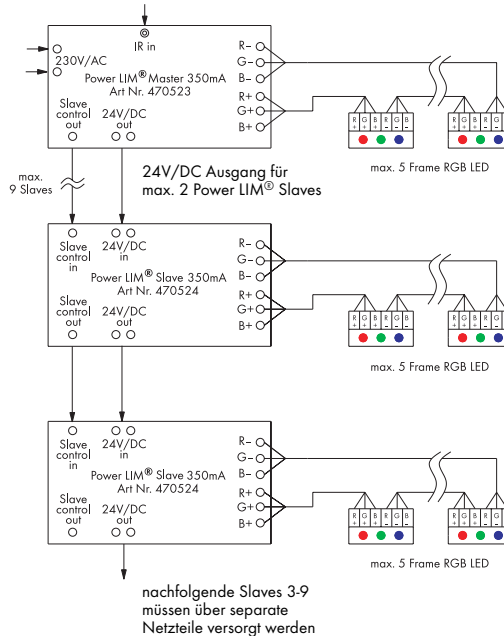 IR in
230V/AC
Power LIM® Master 350mA
Art Nr. 470523
Slave
control
out
24V/DC
out
R–
G–
B–
R+
G+
B+
R G B R G B
+ + + – – –
R G B R G
+ + + – –
max. 5 Frame RGB LED
max.
9 Slaves
24V/DC Ausgang für
max. 2 Power LIM® Slaves
Slave
control
in
24V/DC
in
Power LIM® Slave 350mA
Art Nr. 470524
Slave
control
out
24V/DC
out
R–
G–
B–
R+
G+
B+
R G B R G B
+ + + – – –
R G B R G
+ + + – –
max. 5 Frame RGB LED
Slave
control
in
24V/DC
in
Power LIM® Slave 350mA
Art Nr. 470524
Slave
control
out
24V/DC
out
R–
G–
B–
R+
G+
B+
R G B R G B
+ + + – – –
R G B R G
+ + + – –
max. 5 Frame RGB LED
nachfolgende Slaves 3-9
müssen über separate
Netzteile versorgt werden